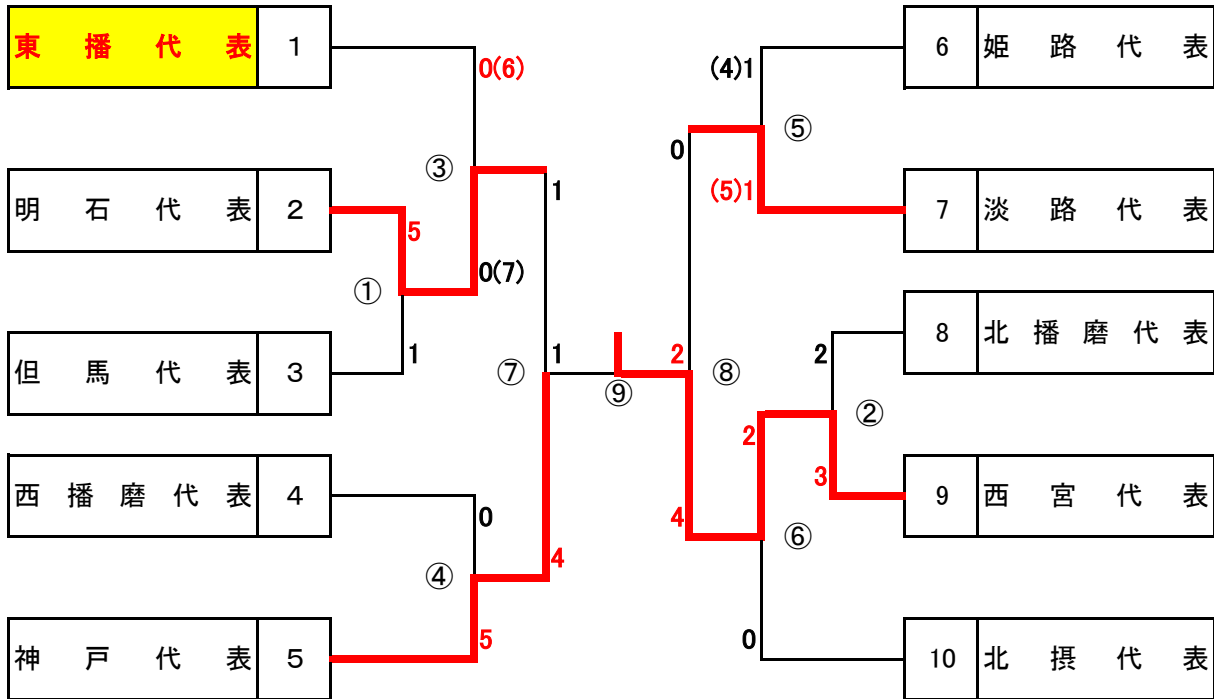 東播代表 1
0(6)
③
1
明石代表 2
5
0(7)
①
1
但馬代表 3
⑦
1
西播磨代表 4
0
④
4
神戸代表 5
5
⑨
6 姫路代表
(4)1
⑤
0
(5)1
7 淡路代表
8 北播磨代表
2
2
⑧
②
2
3
9 西宮代表
4
⑥
0
10 北摂代表